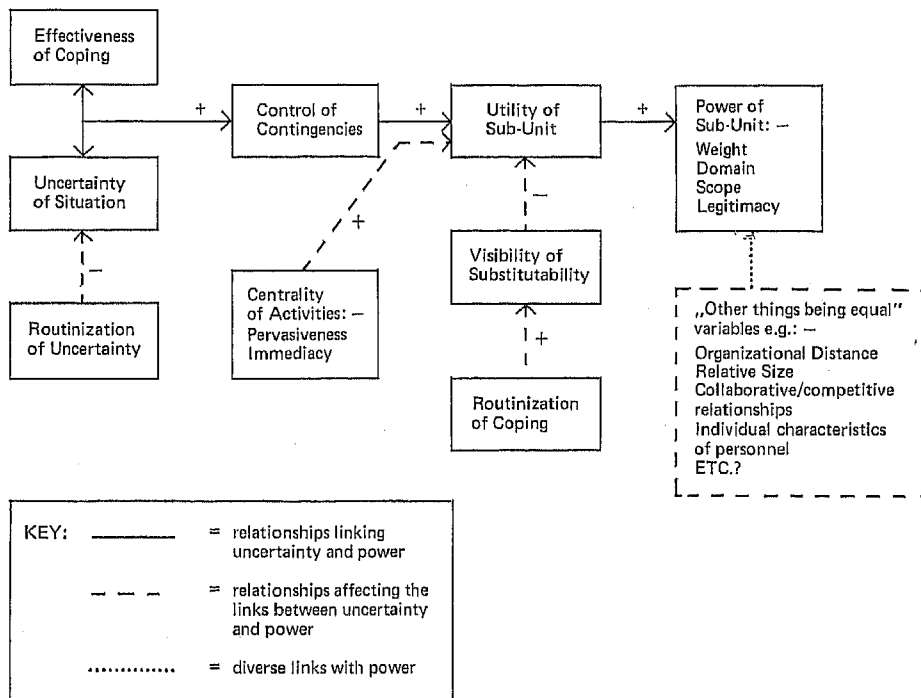 Effectiveness
of Coping
+
Control of
Contingencies
+
Utility of
Sub-Unit
+
Power of
Sub-Unit: —
Weight
Domain
Scope
Legitimacy
Uncertainty
of Situation
—
Routinization
of Uncertainty
+
Centrality
of Activities: —
Pervasiveness
Immediacy
—
Visibility of
Substitutability
+
Routinization
of Coping
„Other things being equal”
variables e.g.: —
Organizational Distance
Relative Size
Collaborative/competitive
relationships
Individual characteristics
of personnel
ETC.?
KEY:
= relationships linking
uncertainty and power
= relationships affecting the
links between uncertainty
and power
= diverse links with power